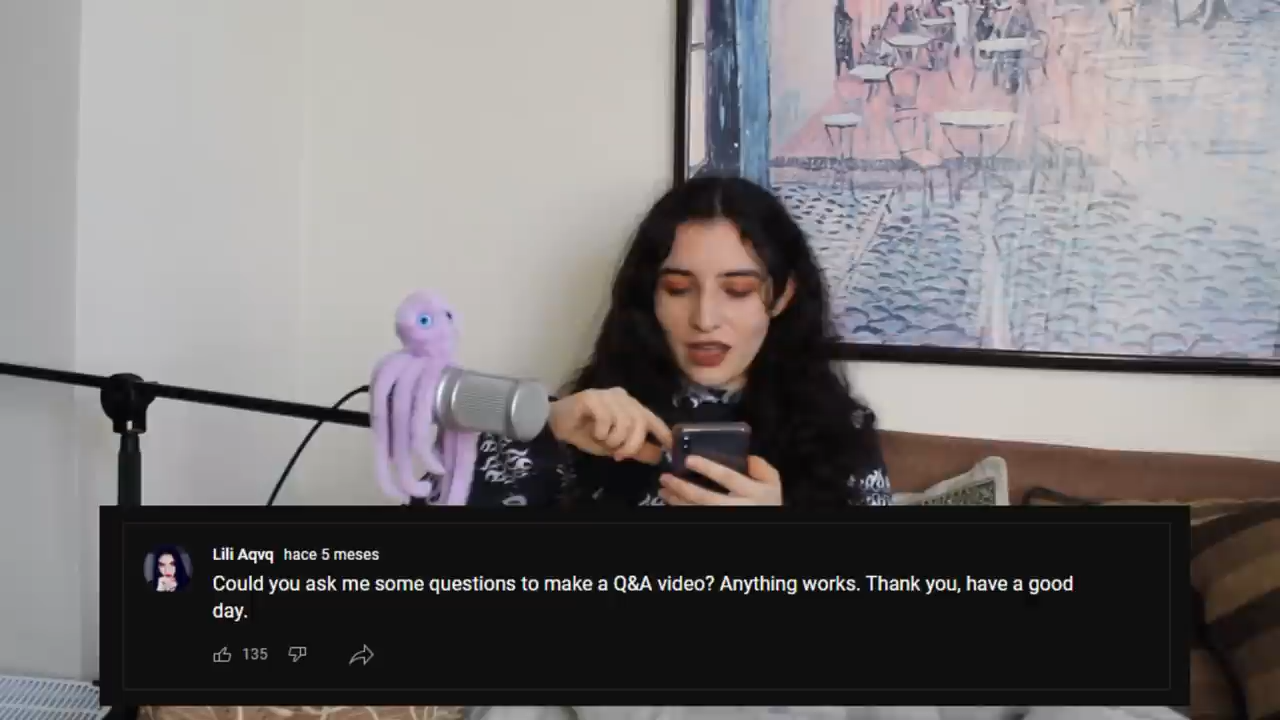 Lili Aqvq hace 5 meses
Could you ask me some questions to make a Q&A video? Anything works. Thank you, have a good
day.
135